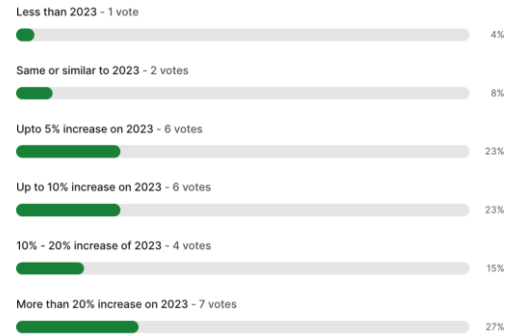 Less than 2023 - 1 vote
4%
Same or similar to 2023 - 2 votes
8%
Upto 5% increase on 2023 - 6 votes
23%
Up to 10% increase on 2023 - 6 votes
23%
10% - 20% increase of 2023 - 4 votes
15%
More than 20% increase on 2023 - 7 votes
27%